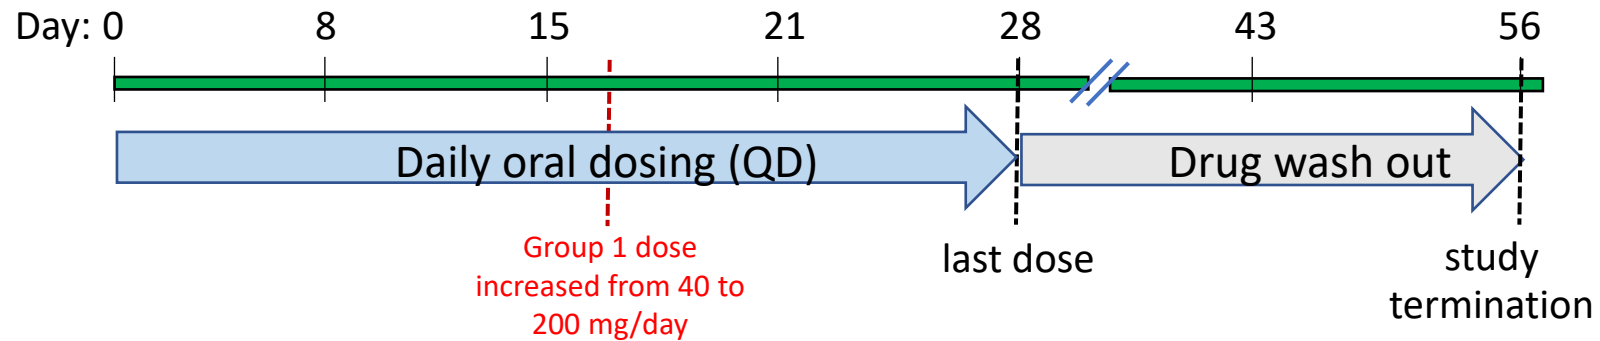 Day: 0 8 15 21 28 43 56
Daily oral dosing (QD)
Drug wash out
Group 1 dose
increased from 40 to
200 mg/day
last dose
study
termination